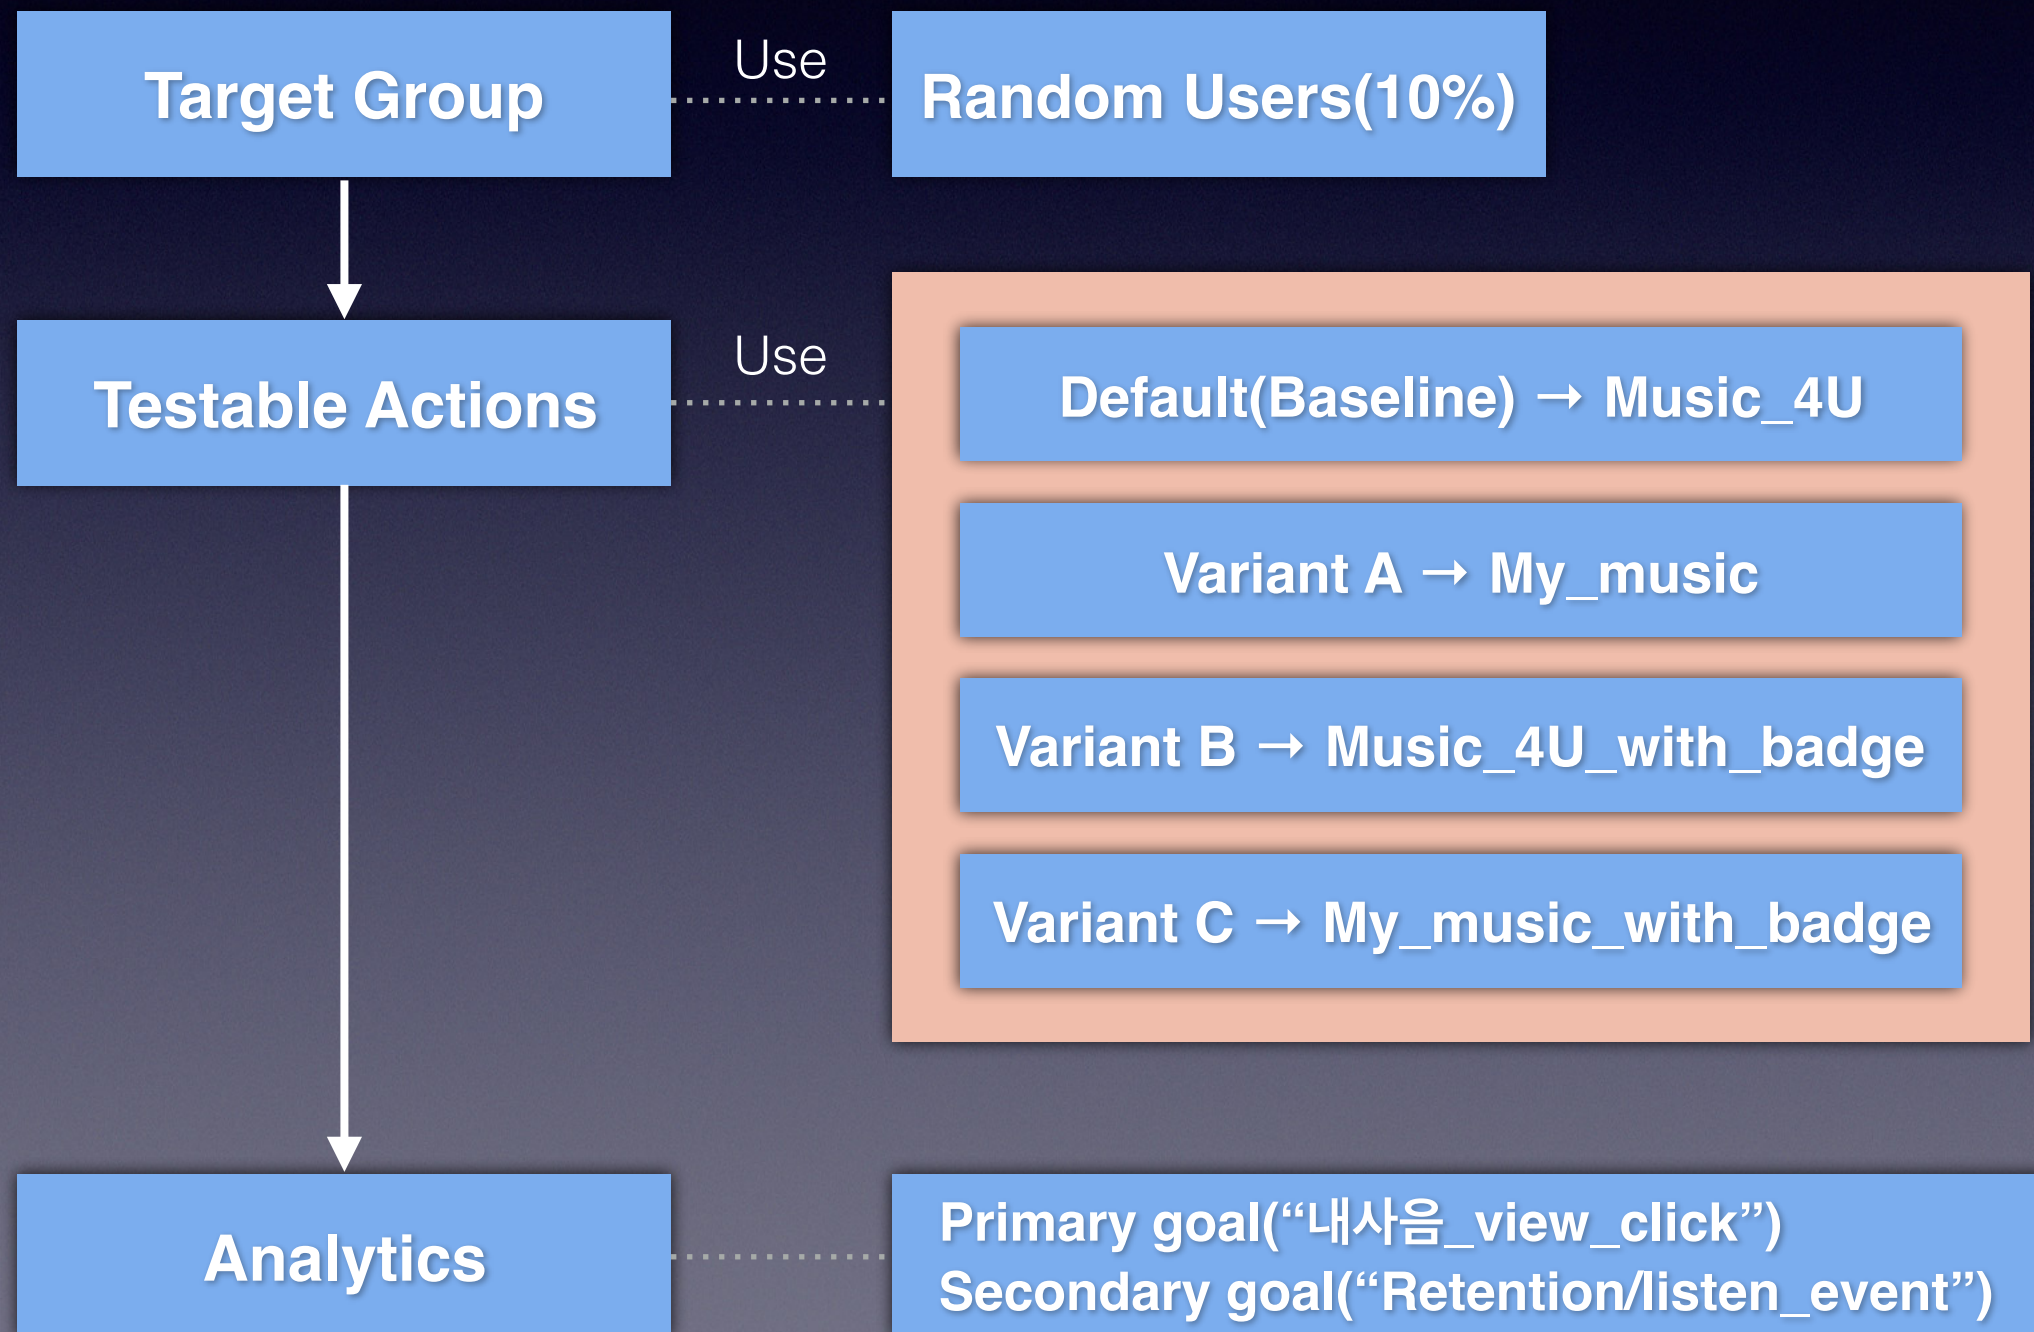 Target Group
Use
Random Users(10%)
Testable Actions
Use
Default(Baseline) → Music_4U
Variant A → My_music
Variant B → Music_4U_with_badge
Variant C → My_music_with_badge
Analytics
Primary goal(“내사음_view_click”)
Secondary goal(“Retention/listen_event”)